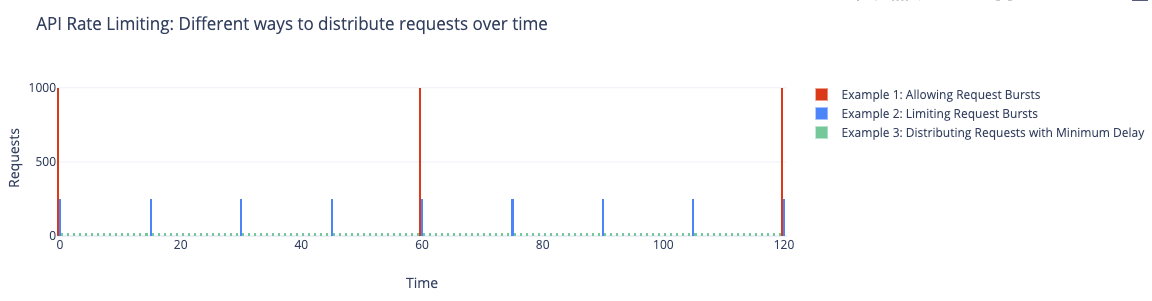 API Rate Limiting: Different ways to distribute requests over time
1000
500
0
Requests
0 20 40 60 80 100 120
Time
Example 1: Allowing Request Bursts
Example 2: Limiting Request Bursts
Example 3: Distributing Requests with Minimum Delay